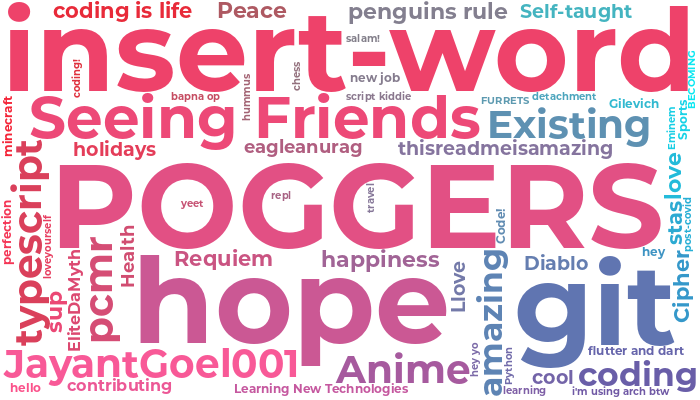 coding is life
Peace
penguins rule
Self-taught
insert-word
salam!
coding!
chess
new job
hummus
bapna op
script kiddie
FURRETS
detachment
Gilevich
BECOMING
minecraft
Seeing Friends
Existing
Eminem
Sports
holidays
eagleanurag
thisreadmeisamazing
typescript
POGGERS
love
stas
yeet
repl
travel
perfection
loveyourself
Health
Code!
post-covid
pcmr
EliteDaMyth
sup
Requiem
happiness
hope
Llove
amazing
Diablo
git
hey
Cipher
JayantGoel001
Anime
hey yo
Python
flutter and dart
cool
coding
hello
contributing
Learning New Technologies
learning
i'm using arch btw